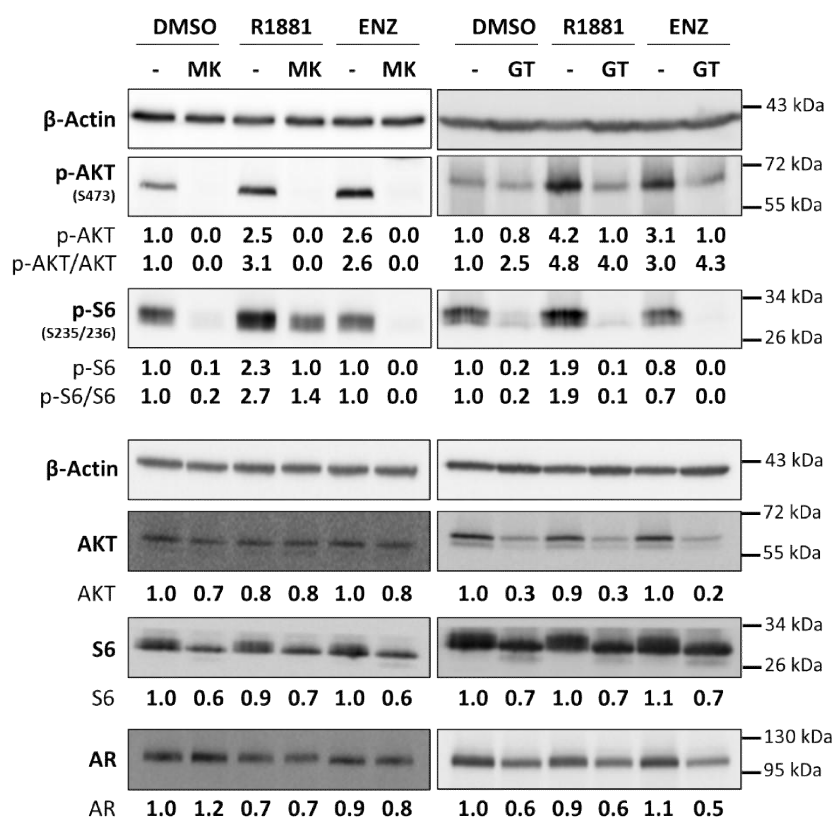 DMSO R1881 ENZ DMSO R1881 ENZ
- MK - MK - MK - GT - GT - GT
β-Actin 43 kDa
p-AKT 72 kDa
(S473) 55 kDa
p-AKT 1.0 0.0 2.5 0.0 2.6 0.0 1.0 0.8 4.2 1.0 3.1 1.0
p-AKT/AKT 1.0 0.0 3.1 0.0 2.6 0.0 1.0 2.5 4.8 4.0 3.0 4.3
p-S6 34 kDa
(S235/236) 26 kDa
p-S6 1.0 0.1 2.3 1.0 1.0 0.0 1.0 0.2 1.9 0.1 0.8 0.0
p-S6/S6 1.0 0.2 2.7 1.4 1.0 0.0 1.0 0.2 1.9 0.1 0.7 0.0
β-Actin 43 kDa
72 kDa
AKT 55 kDa
AKT 1.0 0.7 0.8 0.8 1.0 0.8 1.0 0.3 0.9 0.3 1.0 0.2
34 kDa
S6 26 kDa
S6 1.0 0.6 0.9 0.7 1.0 0.6 1.0 0.7 1.0 0.7 1.1 0.7
130 kDa
AR 95 kDa
AR 1.0 1.2 0.7 0.7 0.9 0.8 1.0 0.6 0.9 0.6 1.1 0.5